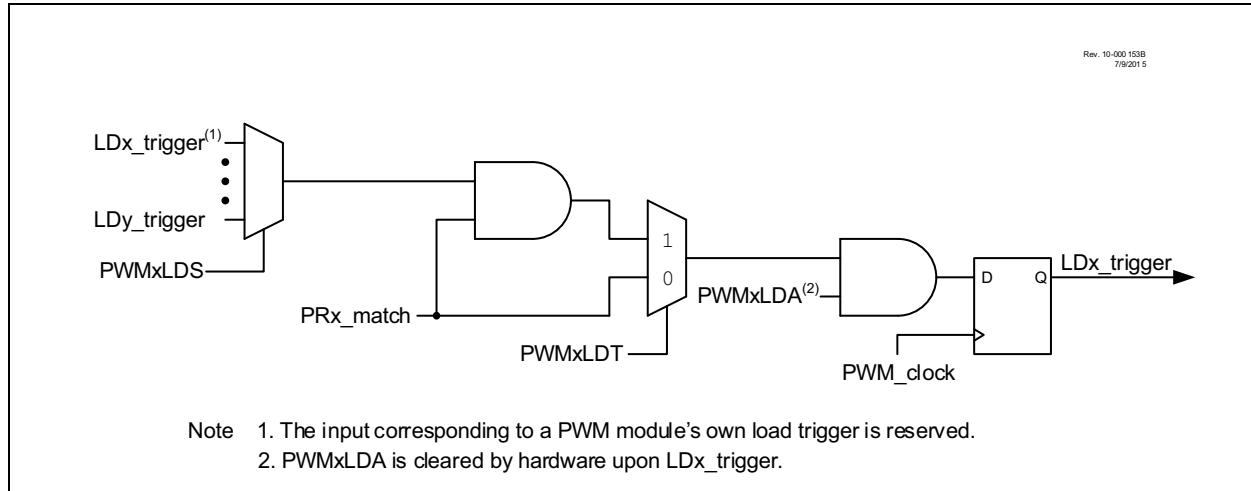 Rev. 10-000 153B
7/9/201 5
LDx_trigger(1)
LDy_trigger
PWMxLDS
PRx_match
1
0
PWMxLDT
PWMxLDA(2)
D
Q
LDx_trigger
PWM_clock
Note 1. The input corresponding to a PWM module's own load trigger is reserved.
2. PWMxLDA is cleared by hardware upon LDx_trigger.